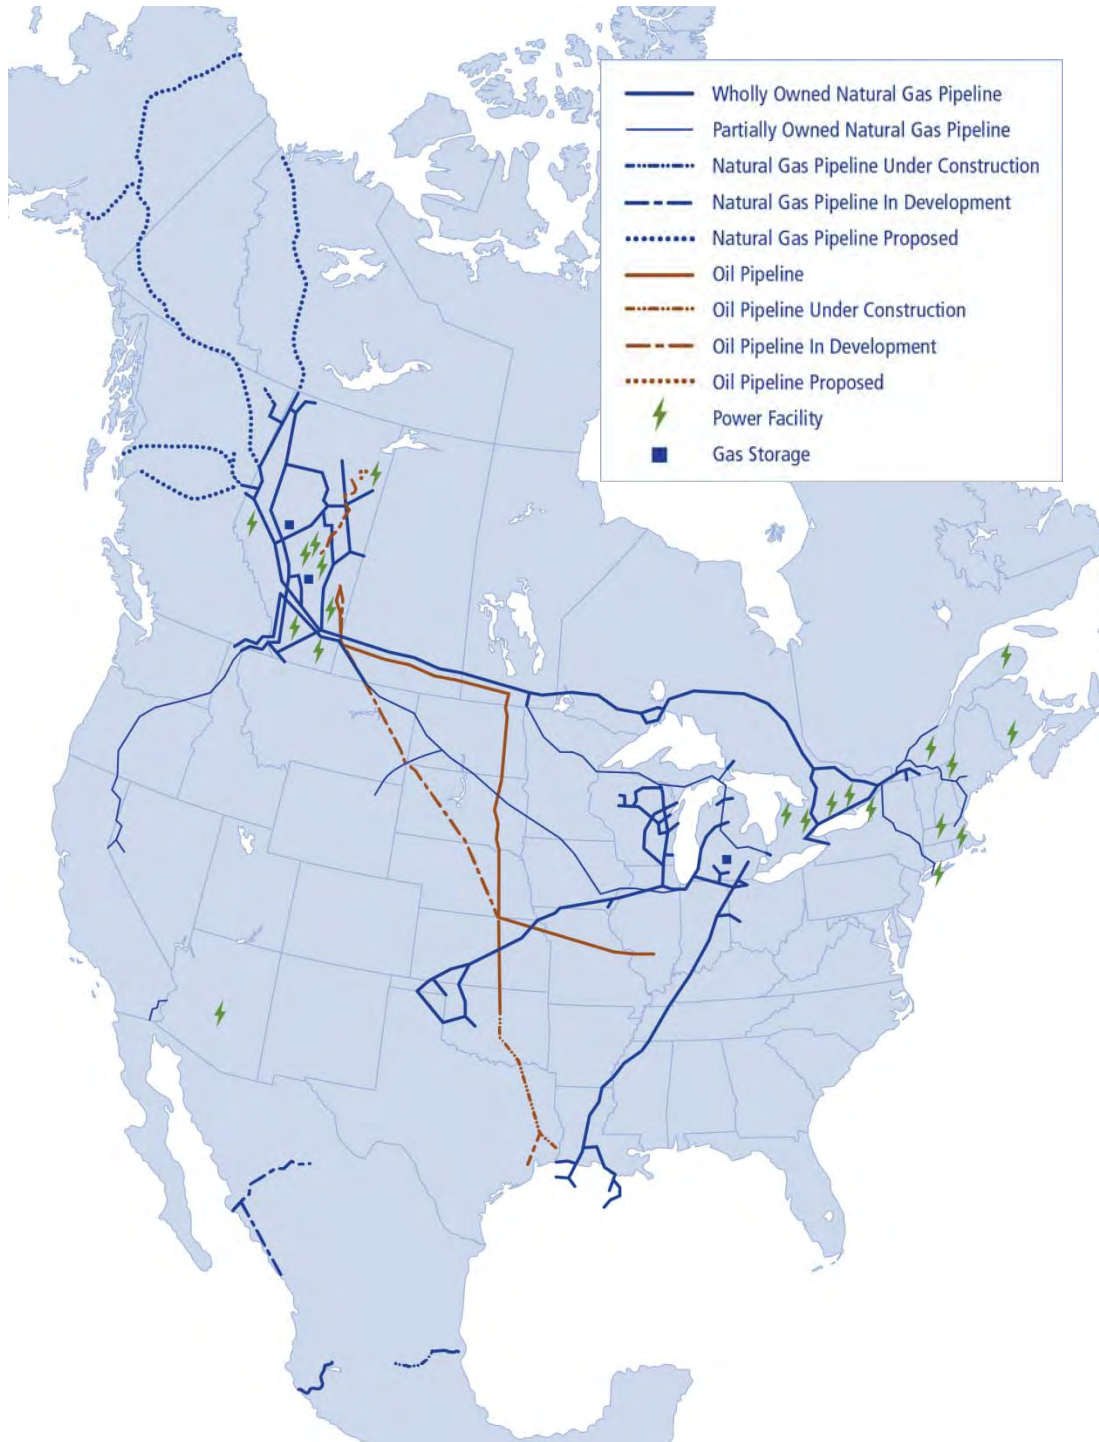 Wholly Owned Natural Gas Pipeline
Partially Owned Natural Gas Pipeline
Natural Gas Pipeline Under Construction
Natural Gas Pipeline In Development
Natural Gas Pipeline Proposed
Oil Pipeline
Oil Pipeline Under Construction
Oil Pipeline In Development
Oil Pipeline Proposed
Power Facility
Gas Storage